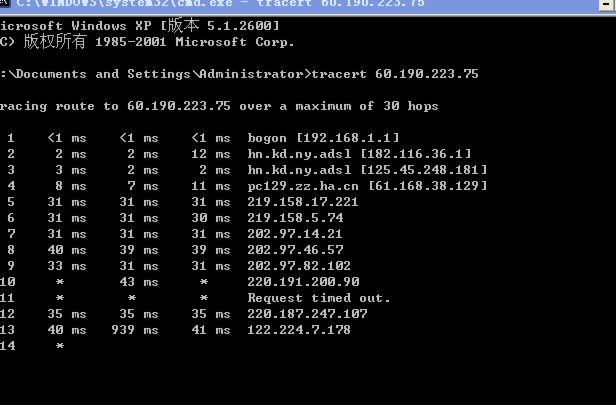 C:\WINDOWS\system32\cmd.exe - tracert 60.190.223.75
icrosoft Windows XP [版本 5.1.2600]
C) 版权所有 1985-2001 Microsoft Corp.
:\Documents and Settings\Administrator>tracert 60.190.223.75
racing route to 60.190.223.75 over a maximum of 30 hops
1 <1 ms <1 ms <1 ms bogon [192.168.1.1]
2 2 ms 2 ms 12 ms hn.kd.ny.adsl [182.116.36.1]
3 3 ms 2 ms 2 ms hn.kd.ny.adsl [125.45.248.181]
4 8 ms 7 ms 11 ms pc129.zz.ha.cn [61.168.38.129]
5 31 ms 31 ms 31 ms 219.158.17.221
6 31 ms 31 ms 30 ms 219.158.5.74
7 31 ms 31 ms 31 ms 202.97.14.21
8 40 ms 39 ms 39 ms 202.97.46.57
9 33 ms 31 ms 31 ms 202.97.82.102
10 * 43 ms * 220.191.200.90
11 * * * Request timed out.
12 35 ms 35 ms 35 ms 220.187.247.107
13 40 ms 939 ms 41 ms 122.224.7.178
14 *